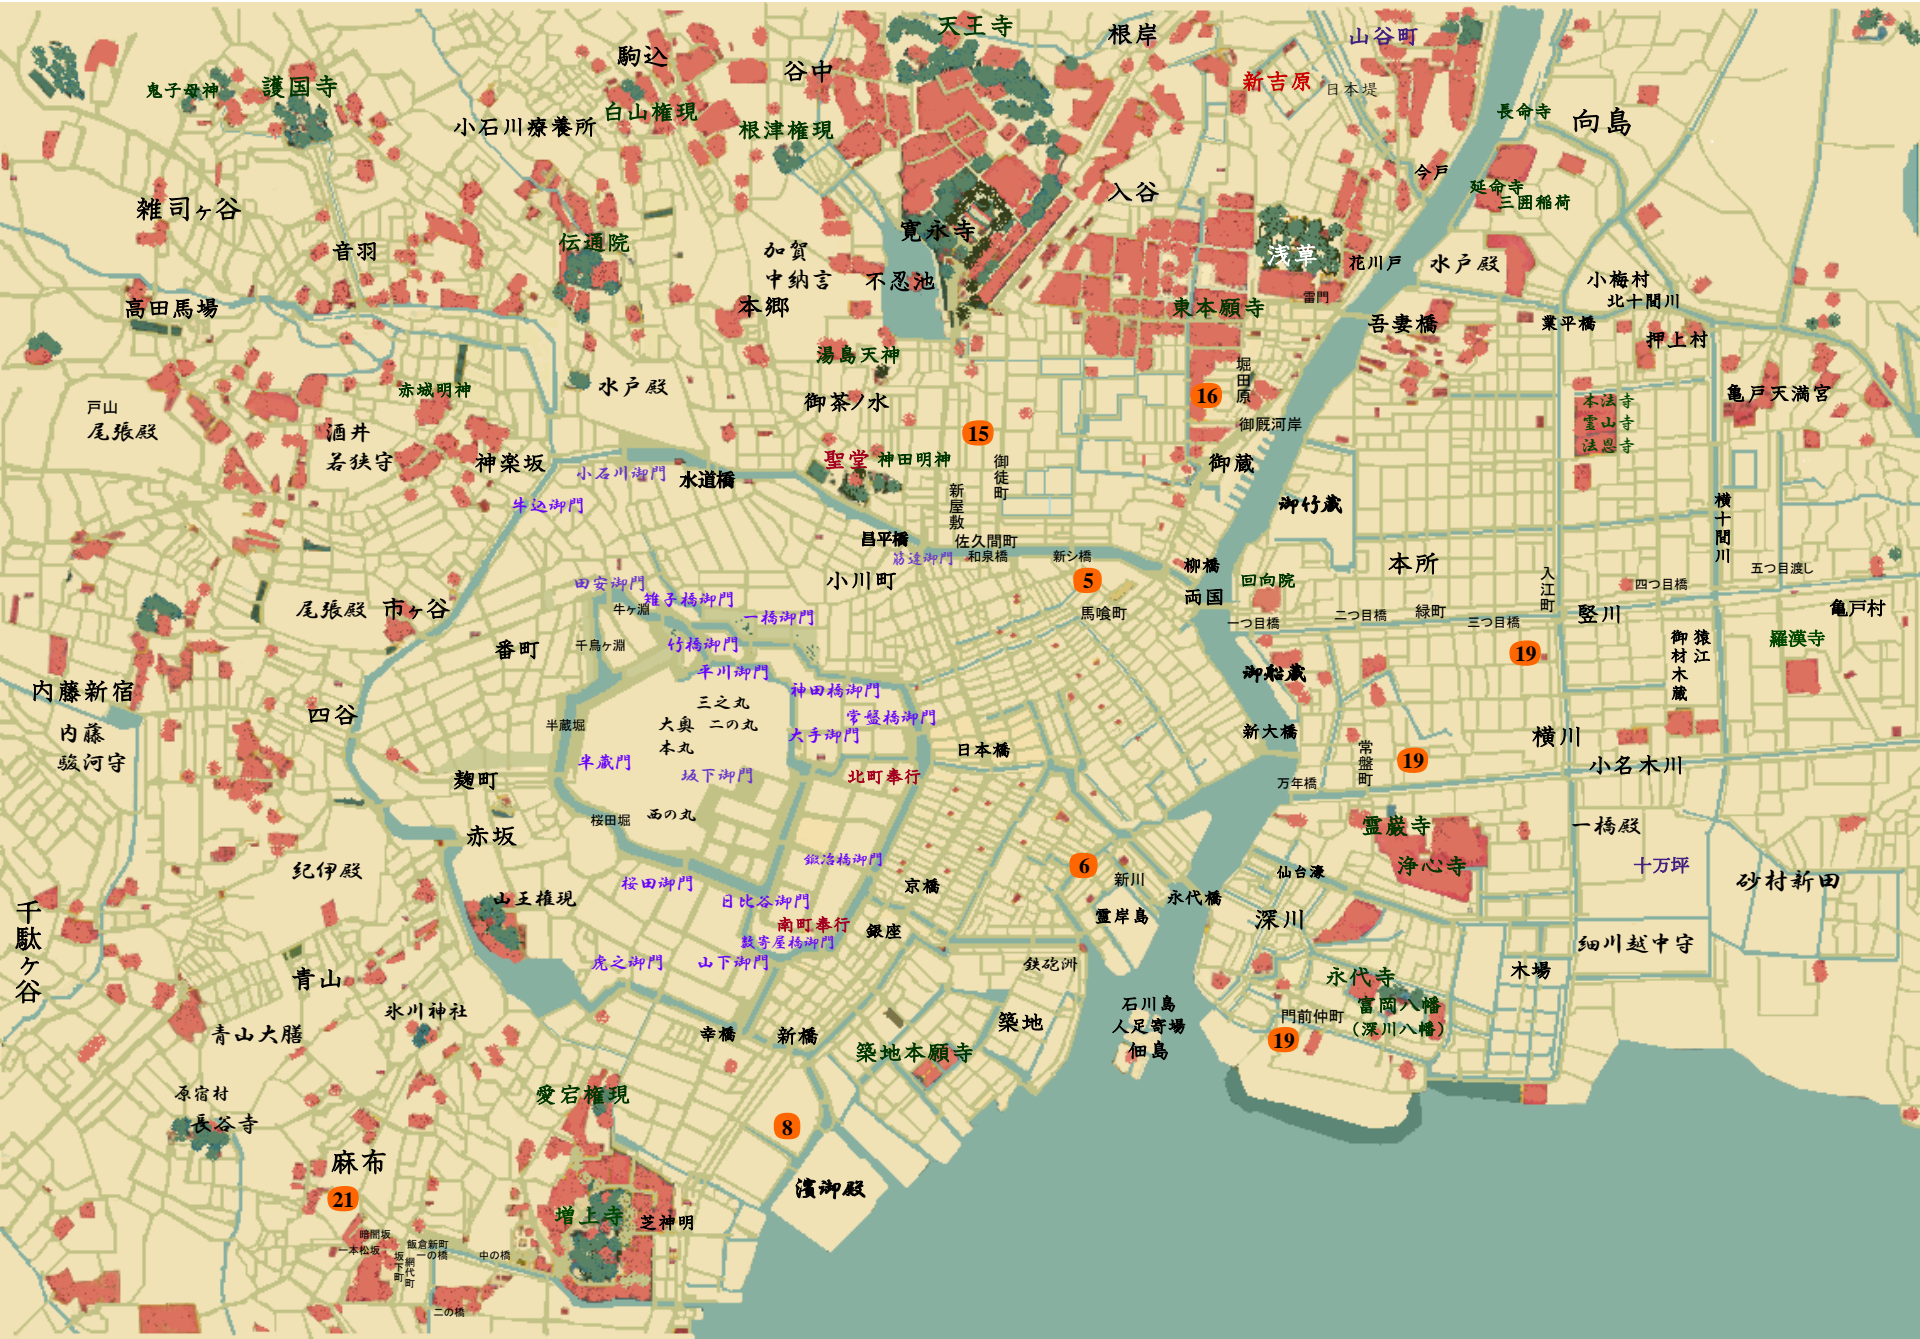 天王寺
根岸
駒込
谷中
山谷町
鬼子母神
護国寺
新吉原
日本堤
白山権現
小石川療養所
根津権現
長命寺
向島
今戸
延命寺
三囲稲荷
入谷
雑司ヶ谷
音羽
伝通院
寛永寺
加賀
中納言
不忍池
浅草
花川戸
水戸殿
小梅村
北十間川
高田馬場
本郷
雷門
東本願寺
吾妻橋
業平橋
押上村
湯島天神
赤城明神
水戸殿
御茶ノ水
堀田原
16
御厩河岸
亀戸天満宮
本法寺
霊山寺
法恩寺
戸山
尾張殿
酒井
若狭守
神楽坂
15
聖堂
神田明神
御徒町
御蔵
小石川御門
水道橋
牛込御門
新屋敷
御竹蔵
横十間川
昌平橋
佐久間町
筋違御門
和泉橋
新シ橋
柳橋
本所
五つ目渡し
小川町
5
回向院
入江町
四つ目橋
田安御門
雉子橋御門
牛ヶ淵
一橋御門
両国
馬喰町
一つ目橋
二つ目橋
緑町
三つ目橋
竪川
亀戸村
尾張殿
市ヶ谷
番町
千鳥ヶ淵
竹橋御門
平川御門
19
猿江
御材木蔵
羅漢寺
御船蔵
内藤新宿
内藤
駿河守
四谷
神田橋御門
三之丸
大奥
二の丸
本丸
常盤橋御門
大手御門
半蔵堀
半蔵門
日本橋
新大橋
常盤町
19
横川
小名木川
麹町
坂下御門
北町奉行
万年橋
桜田堀
西の丸
赤坂
霊巌寺
浄心寺
一橋殿
十万坪
砂村新田
紀伊殿
鍛冶橋御門
6
新川
仙台濠
桜田御門
京橋
永代橋
霊岸島
深川
山王権現
日比谷御門
南町奉行
銀座
数寄屋橋御門
千駄ヶ谷
虎之御門
山下御門
鉄砲洲
細川越中守
木場
青山
永代寺
富岡八幡
(深川八幡)
門前仲町
19
氷川神社
青山大膳
石川島
人足寄場
佃島
幸橋
新橋
築地
築地本願寺
原宿村
長谷寺
愛宕権現
8
麻布
21
濱御殿
増上寺
芝神明
暗闇坂
一本松坂
坂下町
網代町
飯倉新町
一の橋
中の橋
二の橋